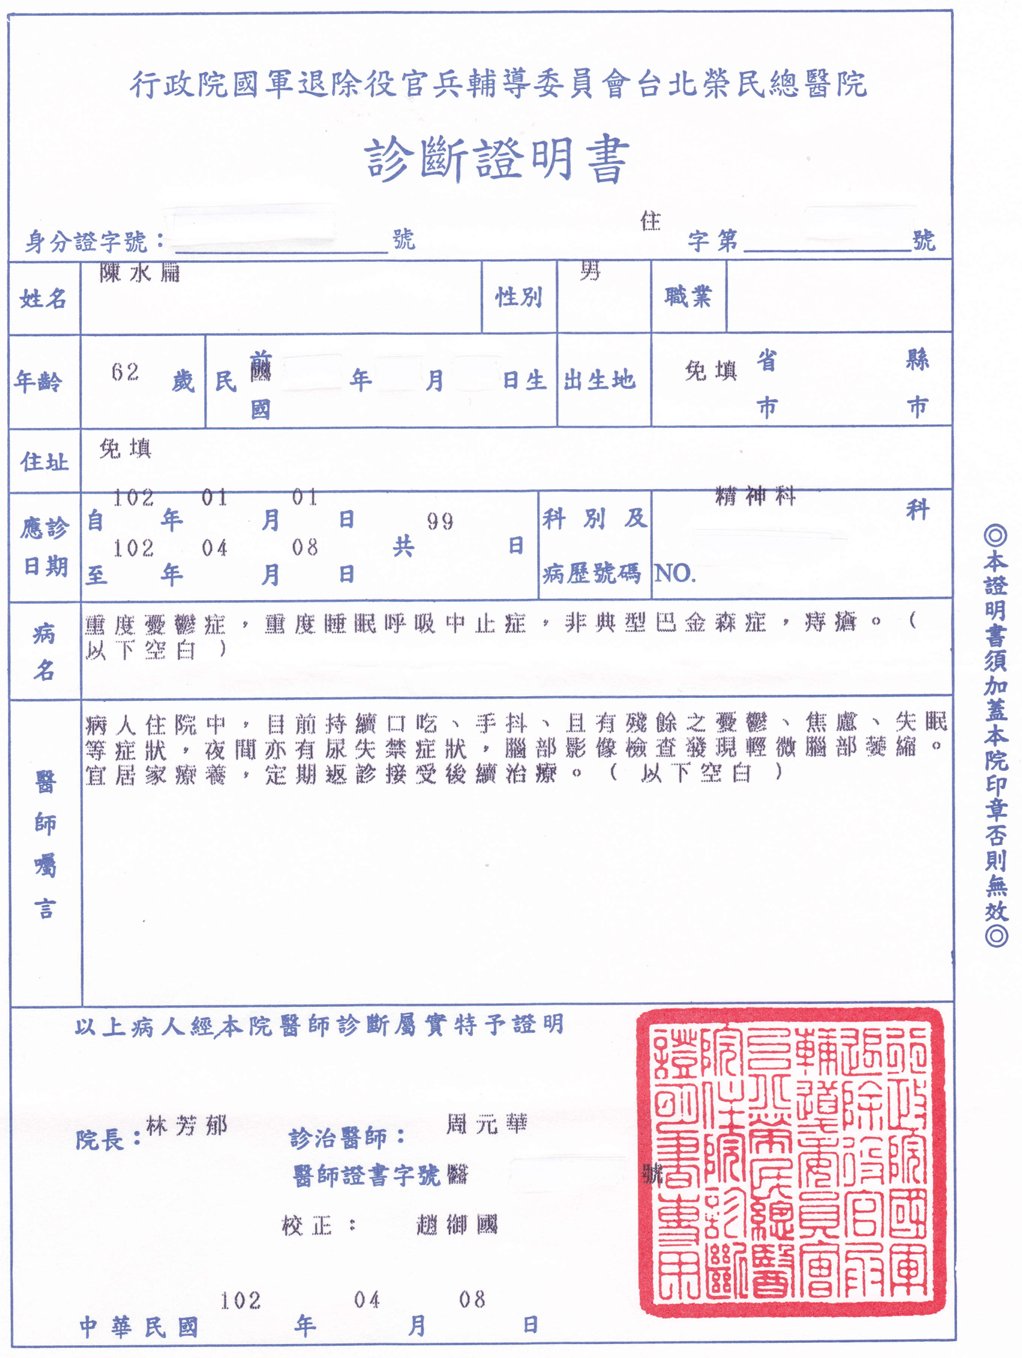 行政院國軍退除役官兵輔導委員會台北榮民總醫院
診斷證明書
身分證字號：　號　住　字第　號
姓名　陳水扁　性別　男　職業
年齡　62　歲　民前國　年　月　日生　出生地　免填　省市　縣市
住址　免填
應診日期　自　102　年　01　月　01　日　共　99　日　科別及　精神科　科
至　102　年　04　月　08　日　病歷號碼　NO.
病名　重度憂鬱症，重度睡眠呼吸中止症，非典型巴金森症，痔瘡。（
以下空白　）
醫師囑言　病人住院中，目前持續口吃、手抖、且有殘餘之憂鬱、焦慮、失眠
等症狀，夜間亦有尿失禁症狀，腦部影像檢查發現輕微腦部萎縮。
宜居家療養，定期返診接受後續治療。（　以下空白　）
以上病人經本院醫師診斷屬實特予證明
院長：林芳郁　診治醫師：　周元華
醫師證書字號醫　號
校正：　趙御國
中華民國　102　年　04　月　08　日
◎本證明書須加蓋本院印章否則無效◎
行政院國軍
退除役官兵
輔導委員會
台北榮民總醫
院住院診斷
證明書專用